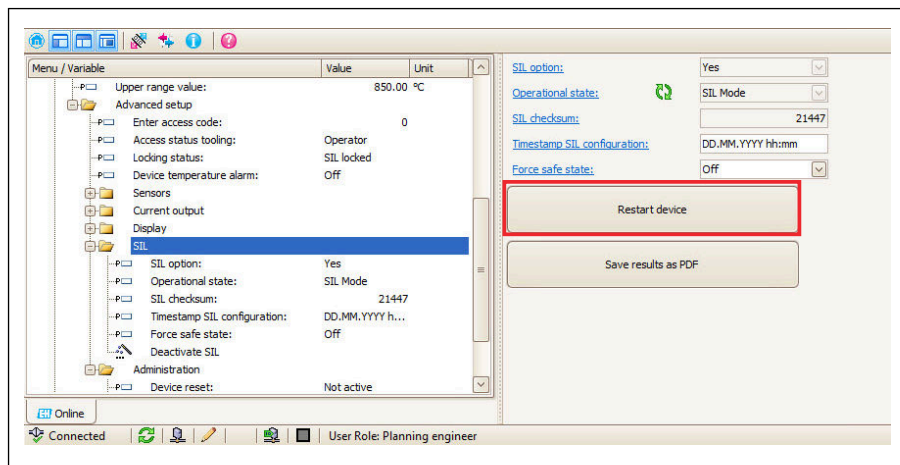 Menu / Variable Value Unit
Upper range value: 850.00 °C
Advanced setup
Enter access code: 0
Access status tooling: Operator
Locking status: SIL locked
Device temperature alarm: Off
Sensors
Current output
Display
SIL
SIL option: Yes
Operational state: SIL Mode
SIL checksum: 21447
Timestamp SIL configuration: DD.MM.YYYY h...
Force safe state: Off
Deactivate SIL
Administration
Device reset: Not active
Online
Connected
User Role: Planning engineer
SIL option: Yes
Operational state: SIL Mode
SIL checksum: 21447
Timestamp SIL configuration: DD.MM.YYYY hh:mm
Force safe state: Off
Restart device
Save results as PDF